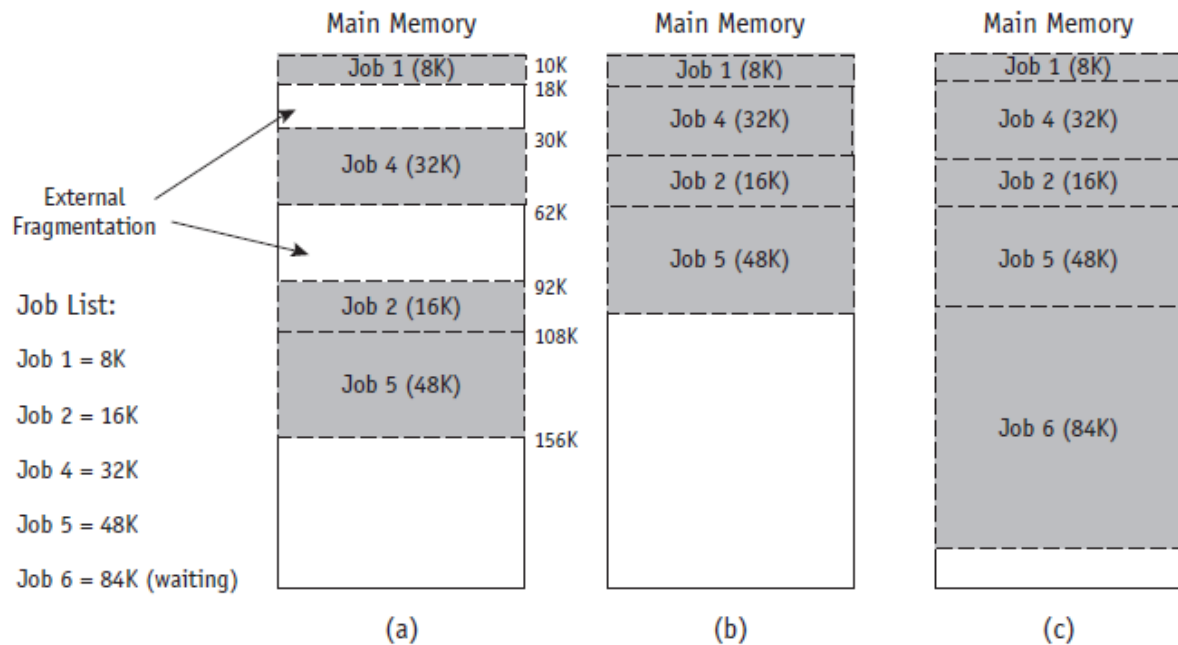 Main Memory
Job 1 (8K)
10K
18K
30K
Job 4 (32K)
External
Fragmentation
62K
92K
Job 2 (16K)
108K
Job 5 (48K)
156K
Job List:
Job 1 = 8K
Job 2 = 16K
Job 4 = 32K
Job 5 = 48K
Job 6 = 84K (waiting)
(a)
Main Memory
Job 1 (8K)
Job 4 (32K)
Job 2 (16K)
Job 5 (48K)
(b)
Main Memory
Job 1 (8K)
Job 4 (32K)
Job 2 (16K)
Job 5 (48K)
Job 6 (84K)
(c)